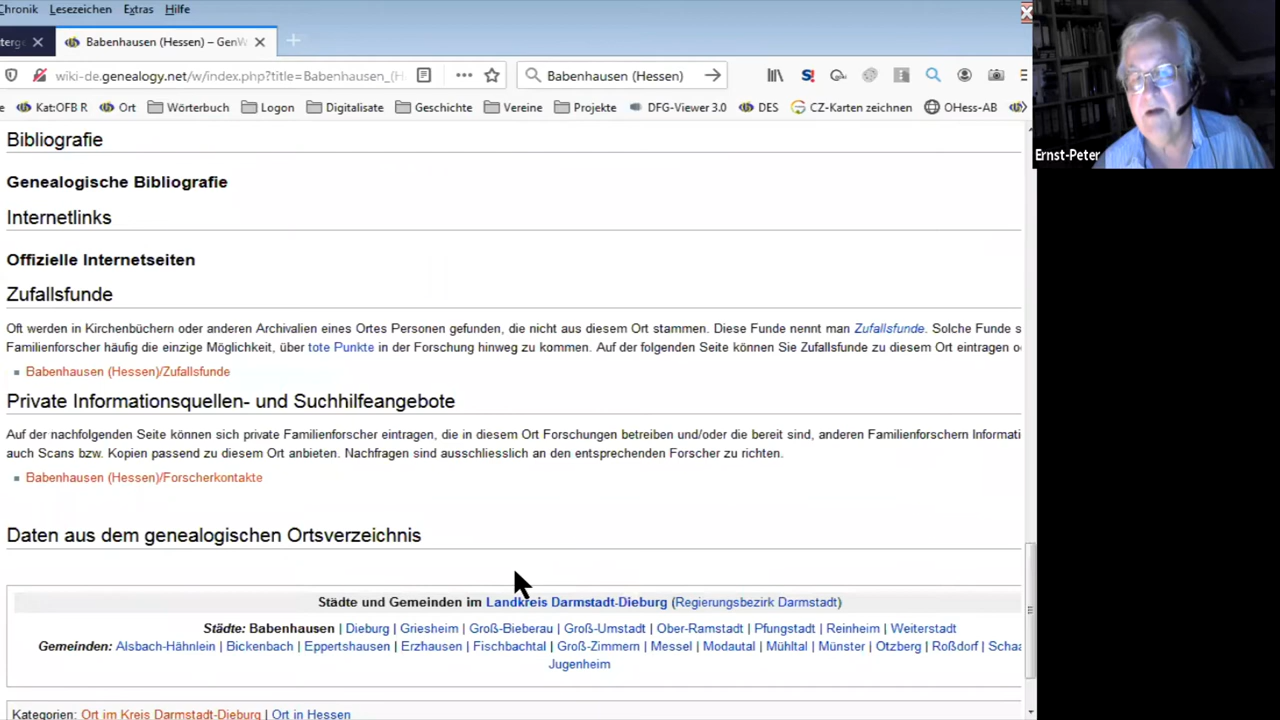 Chronik Lesezeichen Extras Hilfe
Babenhausen (Hessen) – GenW
wiki-de.genealogy.net/w/index.php?title=Babenhausen_(H
Babenhausen (Hessen)
Kat:OFB R Ort Wörterbuch Logon Digitalisate Geschichte Vereine Projekte DFG-Viewer 3.0 DES CZ-Karten zeichnen OHess-AB
Ernst-Peter
Bibliografie
Genealogische Bibliografie
Internetlinks
Offizielle Internetseiten
Zufallsfunde
Oft werden in Kirchenbüchern oder anderen Archivalien eines Ortes Personen gefunden, die nicht aus diesem Ort stammen. Diese Funde nennt man Zufallsfunde. Solche Funde s
Familienforscher häufig die einzige Möglichkeit, über tote Punkte in der Forschung hinweg zu kommen. Auf der folgenden Seite können Sie Zufallsfunde zu diesem Ort eintragen o
Babenhausen (Hessen)/Zufallsfunde
Private Informationsquellen- und Suchhilfeangebote
Auf der nachfolgenden Seite können sich private Familienforscher eintragen, die in diesem Ort Forschungen betreiben und/oder die bereit sind, anderen Familienforschern Informati
auch Scans bzw. Kopien passend zu diesem Ort anbieten. Nachfragen sind ausschliesslich an den entsprechenden Forscher zu richten.
Babenhausen (Hessen)/Forscherkontakte
Daten aus dem genealogischen Ortsverzeichnis
Städte und Gemeinden im Landkreis Darmstadt-Dieburg (Regierungsbezirk Darmstadt)
Städte: Babenhausen | Dieburg | Griesheim | Groß-Bieberau | Groß-Umstadt | Ober-Ramstadt | Pfungstadt | Reinheim | Weiterstadt
Gemeinden: Alsbach-Hähnlein | Bickenbach | Eppertshausen | Erzhausen | Fischbachtal | Groß-Zimmern | Messel | Modautal | Mühltal | Münster | Otzberg | Roßdorf | Schaa
Jugenheim
Kategorien: Ort im Kreis Darmstadt-Dieburg | Ort in Hessen